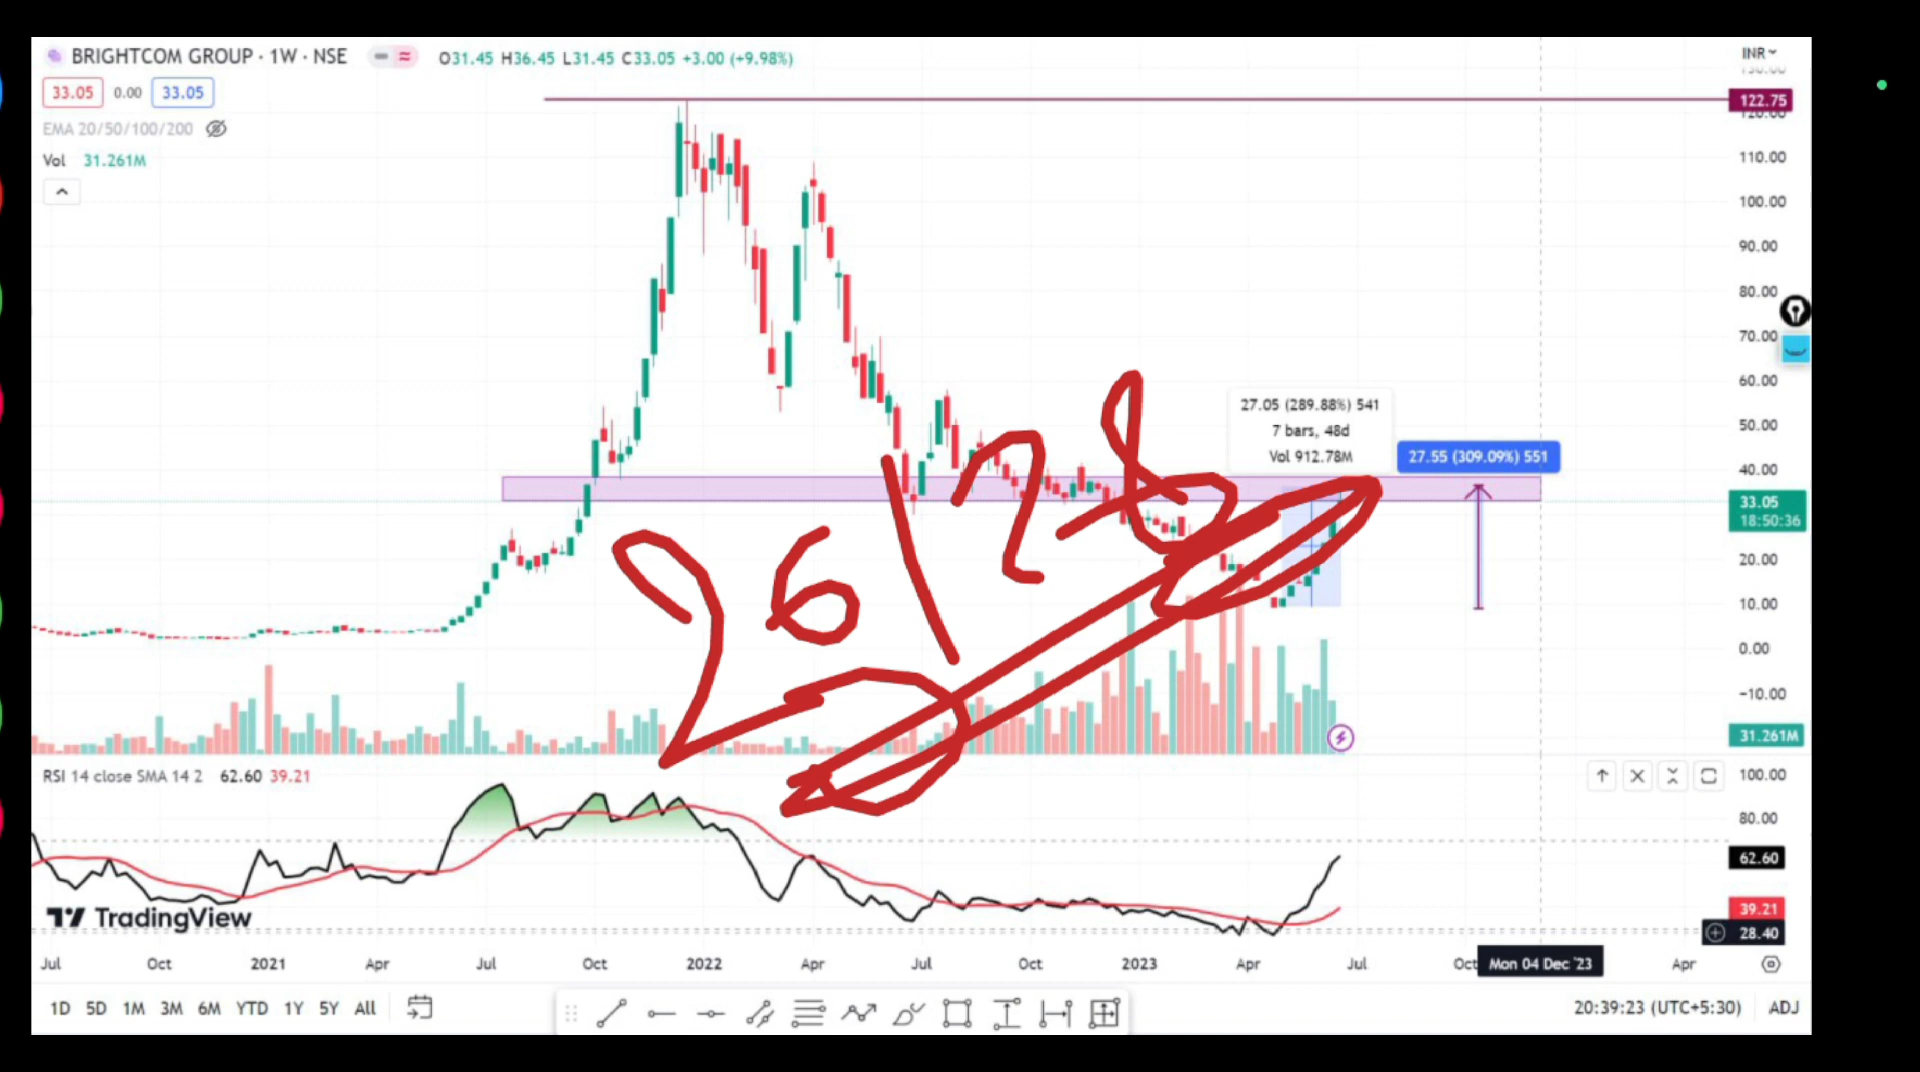 BRIGHTCOM GROUP · 1W · NSE O31.45 H36.45 L31.45 C33.05 +3.00 (+9.98%)
INR
33.05 0.00 33.05
122.75
EMA 20/50/100/200
Vol 31.261M
110.00
100.00
90.00
80.00
70.00
60.00
27.05 (289.88%) 541
7 bars, 48d
Vol 912.78M
27.55 (309.09%) 551
50.00
40.00
33.05
18:50:36
20.00
10.00
0.00
-10.00
31.261M
26/28
RSI 14 close SMA 14 2 62.60 39.21
100.00
80.00
62.60
39.21
28.40
TradingView
Jul Oct 2021 Apr Jul Oct 2022 Apr Jul Oct 2023 Apr Jul Oct Mon 04 Dec '23 Apr
1D 5D 1M 3M 6M YTD 1Y 5Y All
20:39:23 (UTC+5:30) ADJ